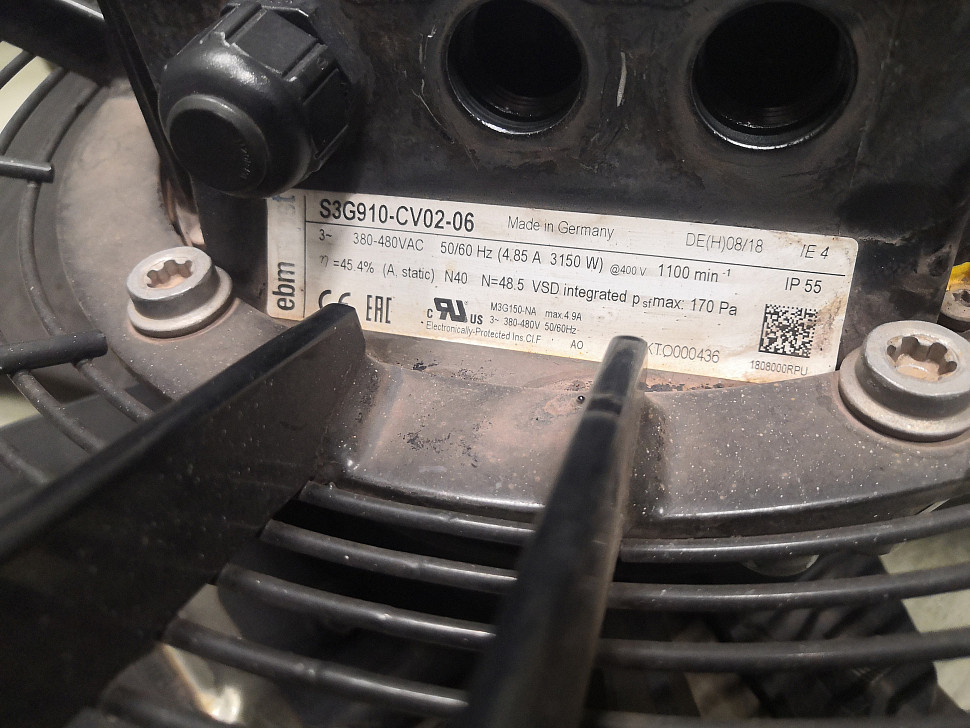 ebm
S3G910-CV02-06 Made in Germany DE(H)08/18 IE 4
3~ 380-480VAC 50/60 Hz (4.85 A 3150 W) @400 V 1100 min⁻¹ IP 55
η =45.4% (A, static) N40 N=48.5 VSD integrated psfmax: 170 Pa
CE EAC c RU US M3G150-NA max.4.9A
3~ 380-480V 50/60Hz
Electronically-Protected Ins.Cl.F AO KT.O000436
1808000RPU